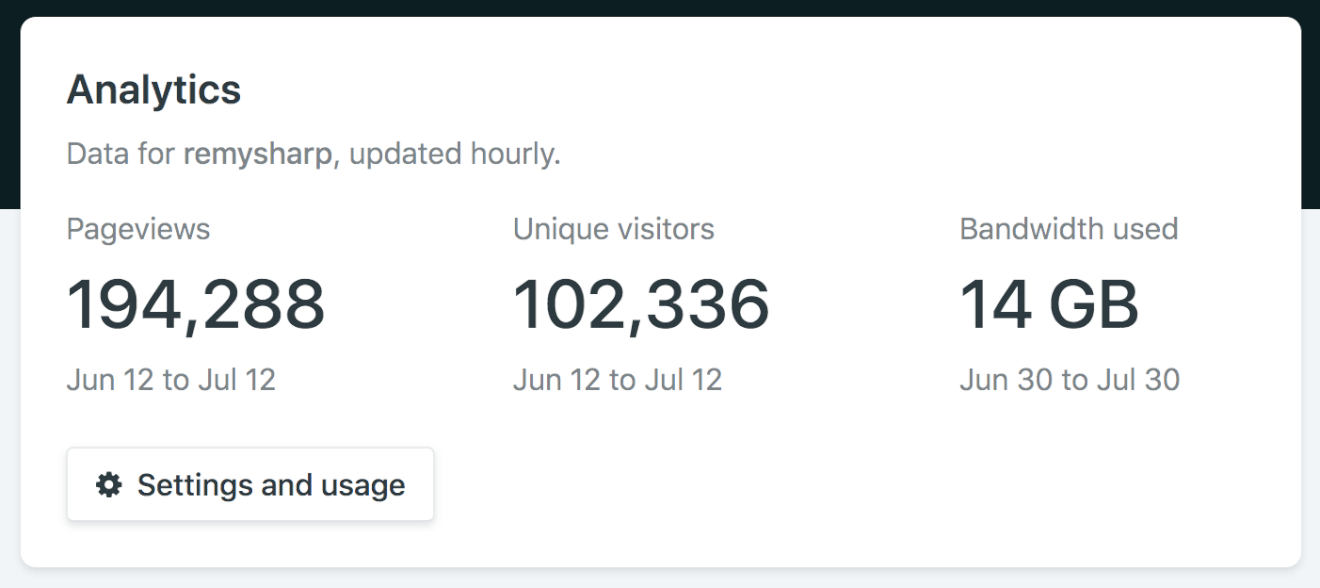 Analytics
Data for remysharp, updated hourly.
Pageviews
194,288
Jun 12 to Jul 12
Unique visitors
102,336
Jun 12 to Jul 12
Bandwidth used
14 GB
Jun 30 to Jul 30
Settings and usage